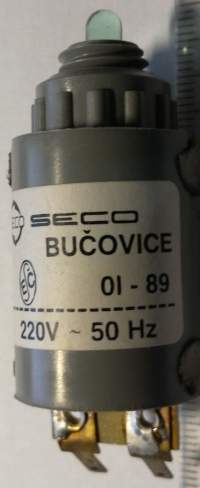 SECO
BUČOVICE
01 - 89
220V ~ 50 Hz